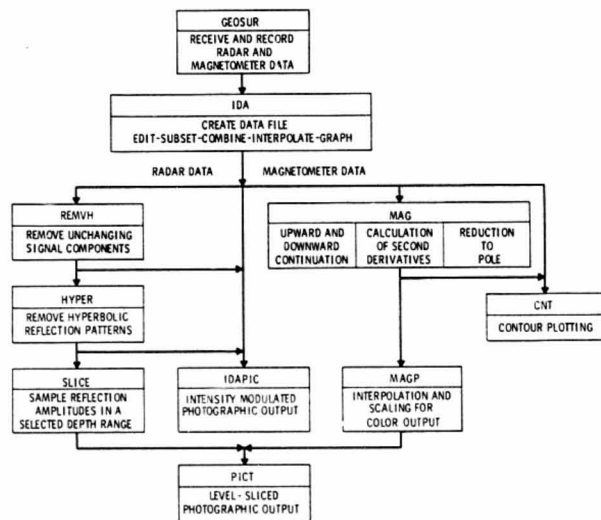 GEOSUR
RECEIVE AND RECORD
RADAR AND
MAGNETOMETER DATA
IDA
CREATE DATA FILE
EDIT-SUBSET-COMBINE-INTERPOLATE-GRAPH
RADAR DATA
MAGNETOMETER DATA
REMVH
REMOVE UNCHANGING
SIGNAL COMPONENTS
MAG
UPWARD AND
DOWNWARD
CONTINUATION
CALCULATION
OF SECOND
DERIVATIVES
REDUCTION
TO
POLE
HYPER
REMOVE HYPERBOLIC
REFLECTION PATTERNS
CNT
CONTOUR PLOTTING
SLICE
SAMPLE REFLECTION
AMPLITUDES IN A
SELECTED DEPTH RANGE
IDAPIC
INTENSITY MODULATED
PHOTOGRAPHIC OUTPUT
MAGP
INTERPOLATION AND
SCALING FOR
COLOR OUTPUT
PICT
LEVEL-SLICED
PHOTOGRAPHIC OUTPUT